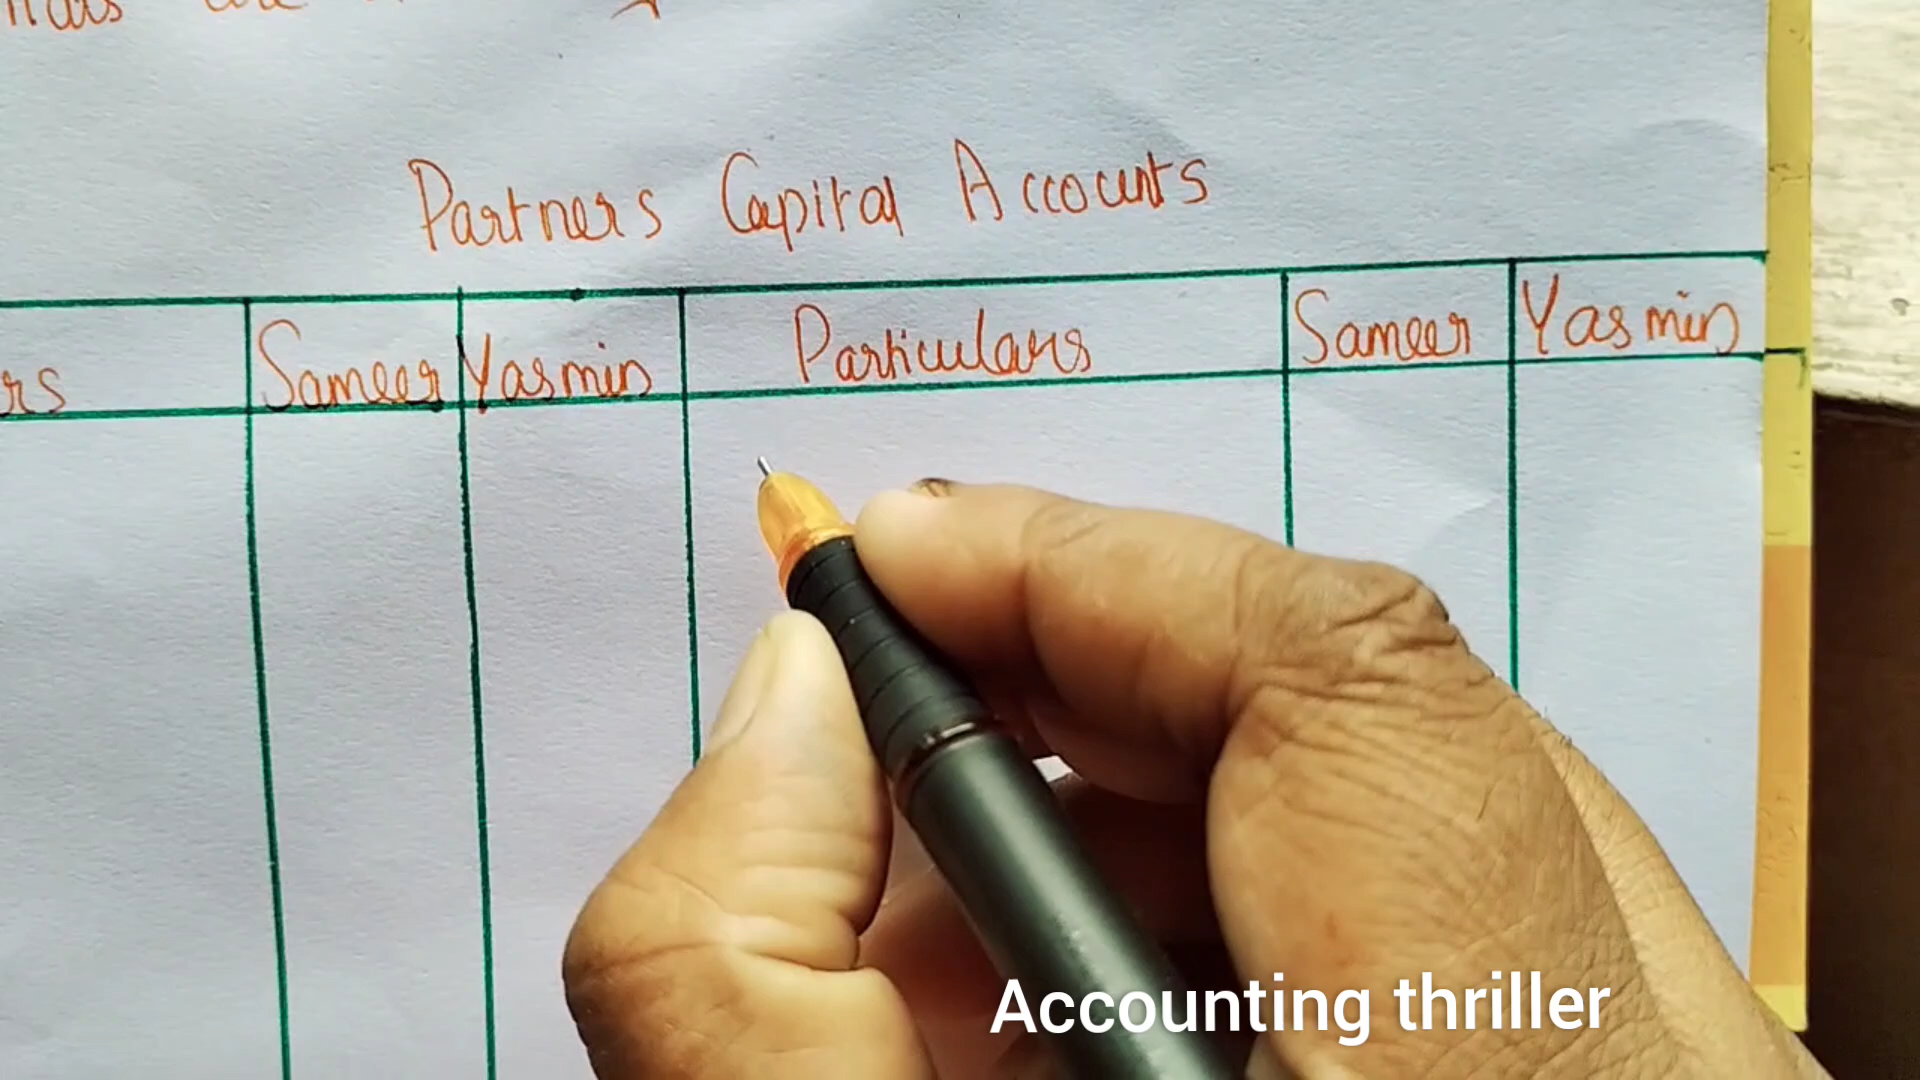 Partners Capital Accounts
Sameer Yasmin Particulars Sameer Yasmin
Accounting thriller